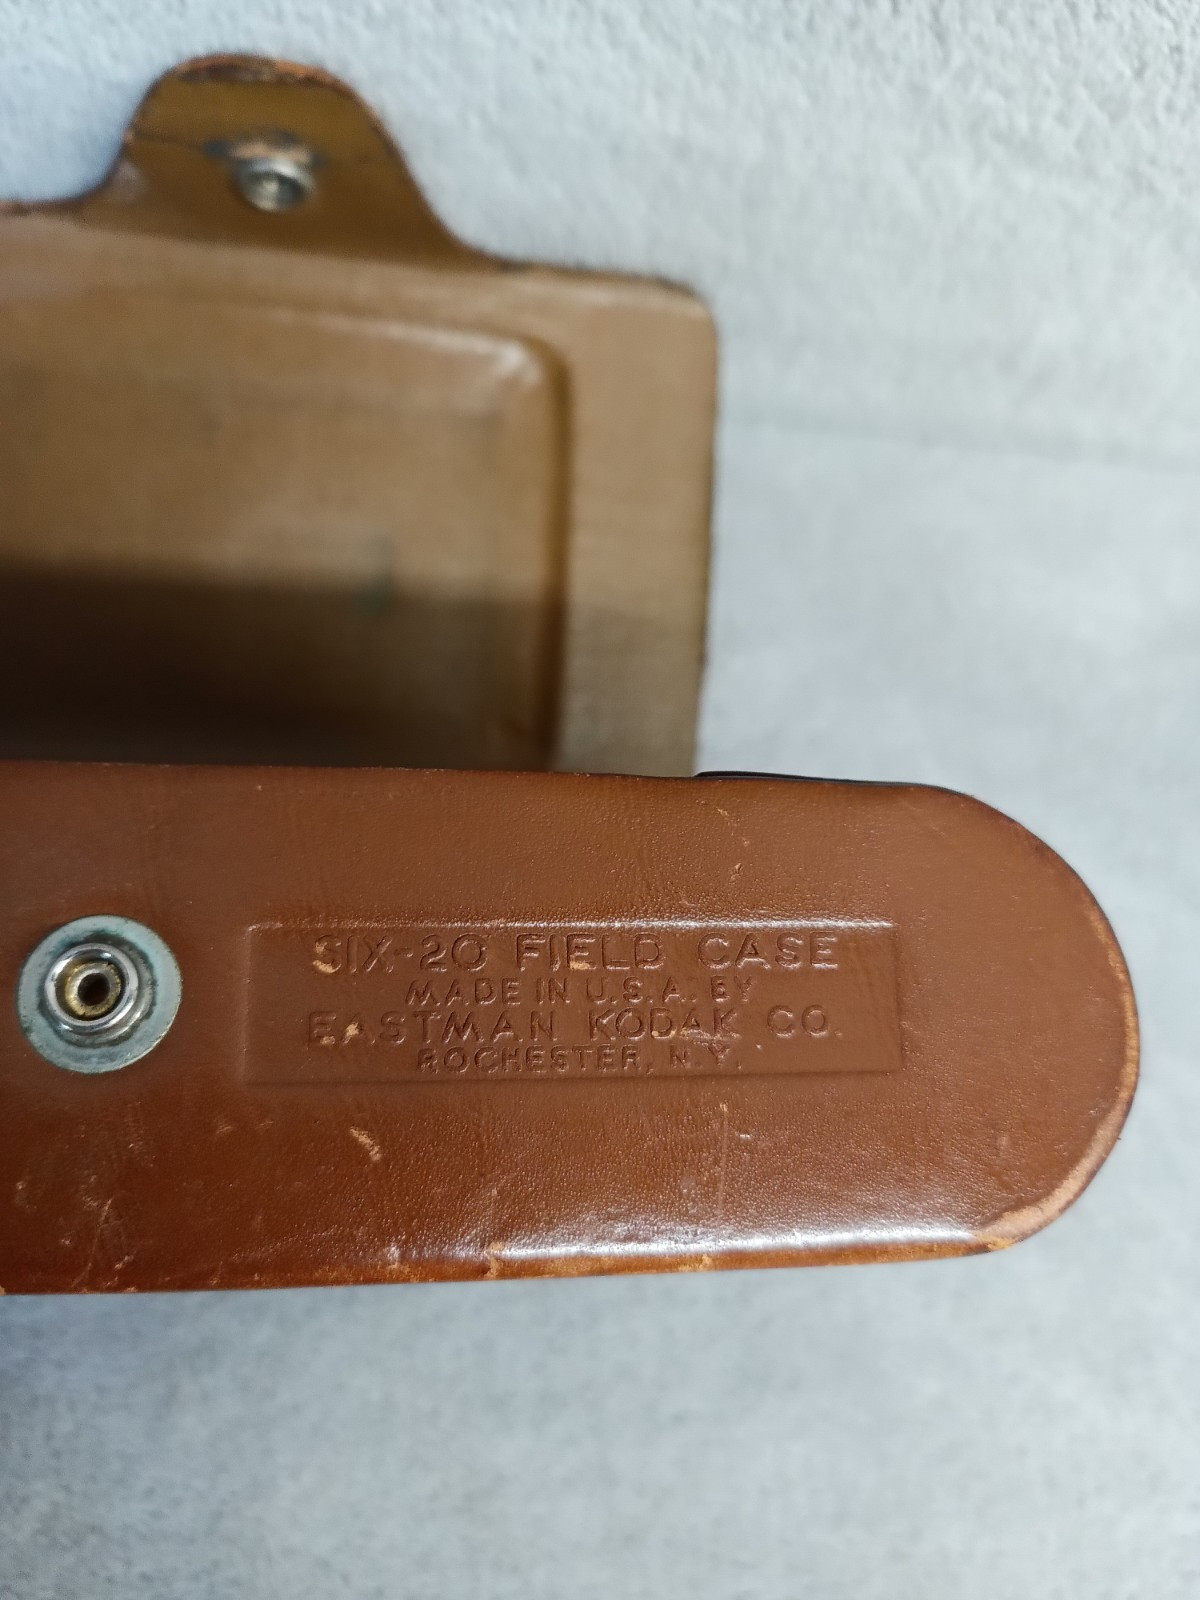 SIX-20 FIELD CASE
MADE IN U.S.A. BY
EASTMAN KODAK CO.
ROCHESTER, N.Y.